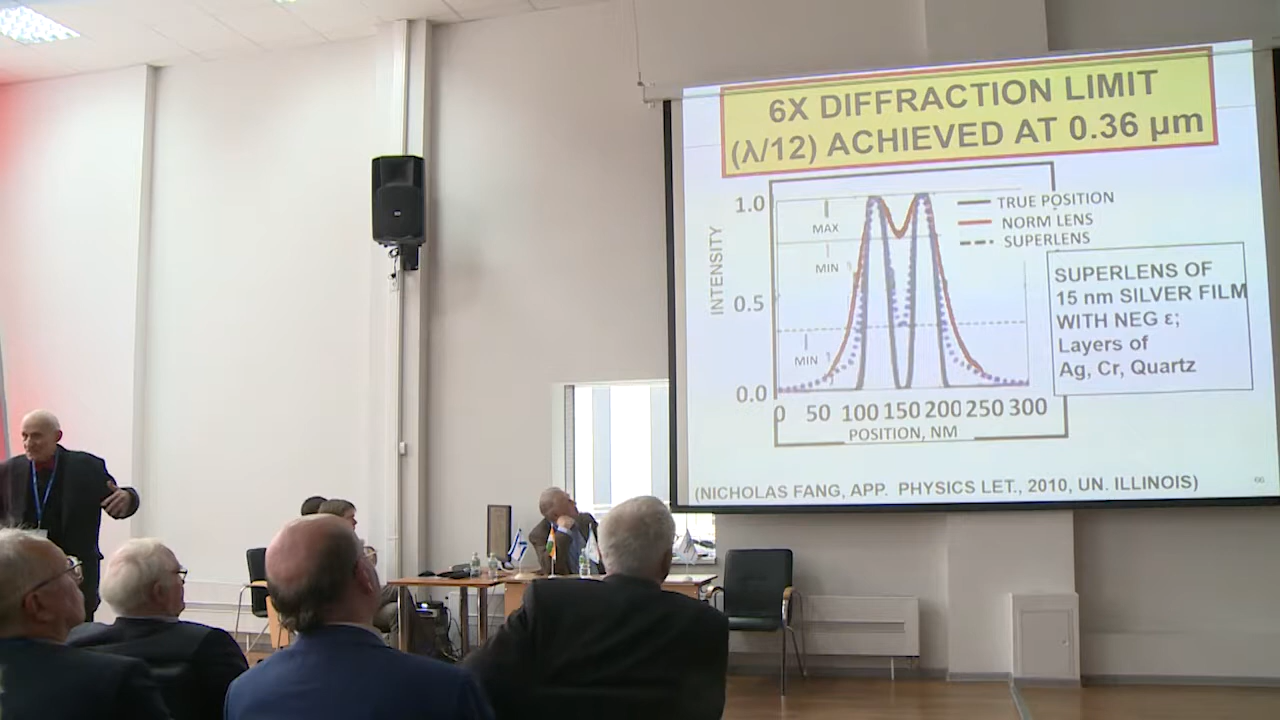 6X DIFFRACTION LIMIT
(λ/12) ACHIEVED AT 0.36 µm
1.0
0.5
0.0
INTENSITY
MAX
MIN
MIN
TRUE POSITION
NORM LENS
SUPERLENS
SUPERLENS OF
15 nm SILVER FILM
WITH NEG ε;
Layers of
Ag, Cr, Quartz
0 50 100 150 200 250 300
POSITION, NM
(NICHOLAS FANG, APP. PHYSICS LET., 2010, UN. ILLINOIS)
66